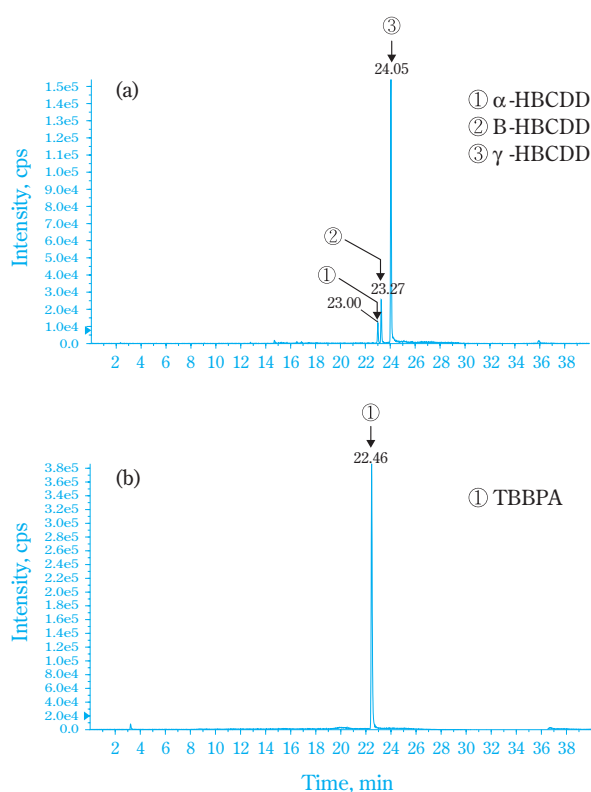 ③
24.05
(a)
① α-HBCDD
② B-HBCDD
③ γ -HBCDD
Intensity, cps
1.5e5
1.4e5
1.3e5
1.2e5
1.1e5
1.0e5
9.0e4
8.0e4
7.0e4
6.0e4
5.0e4
4.0e4
3.0e4
2.0e4
1.0e4
0.0
②
①
23.27
23.00
2 4 6 8 10 12 14 16 18 20 22 24 26 28 30 32 34 36 38
①
22.46
(b)
① TBBPA
Intensity, cps
3.8e5
3.6e5
3.4e5
3.2e5
3.0e5
2.8e5
2.6e5
2.4e5
2.2e5
2.0e5
1.8e5
1.6e5
1.4e5
1.2e5
1.0e5
8.0e4
6.0e4
4.0e4
2.0e4
0.0
2 4 6 8 10 12 14 16 18 20 22 24 26 28 30 32 34 36 38
Time, min